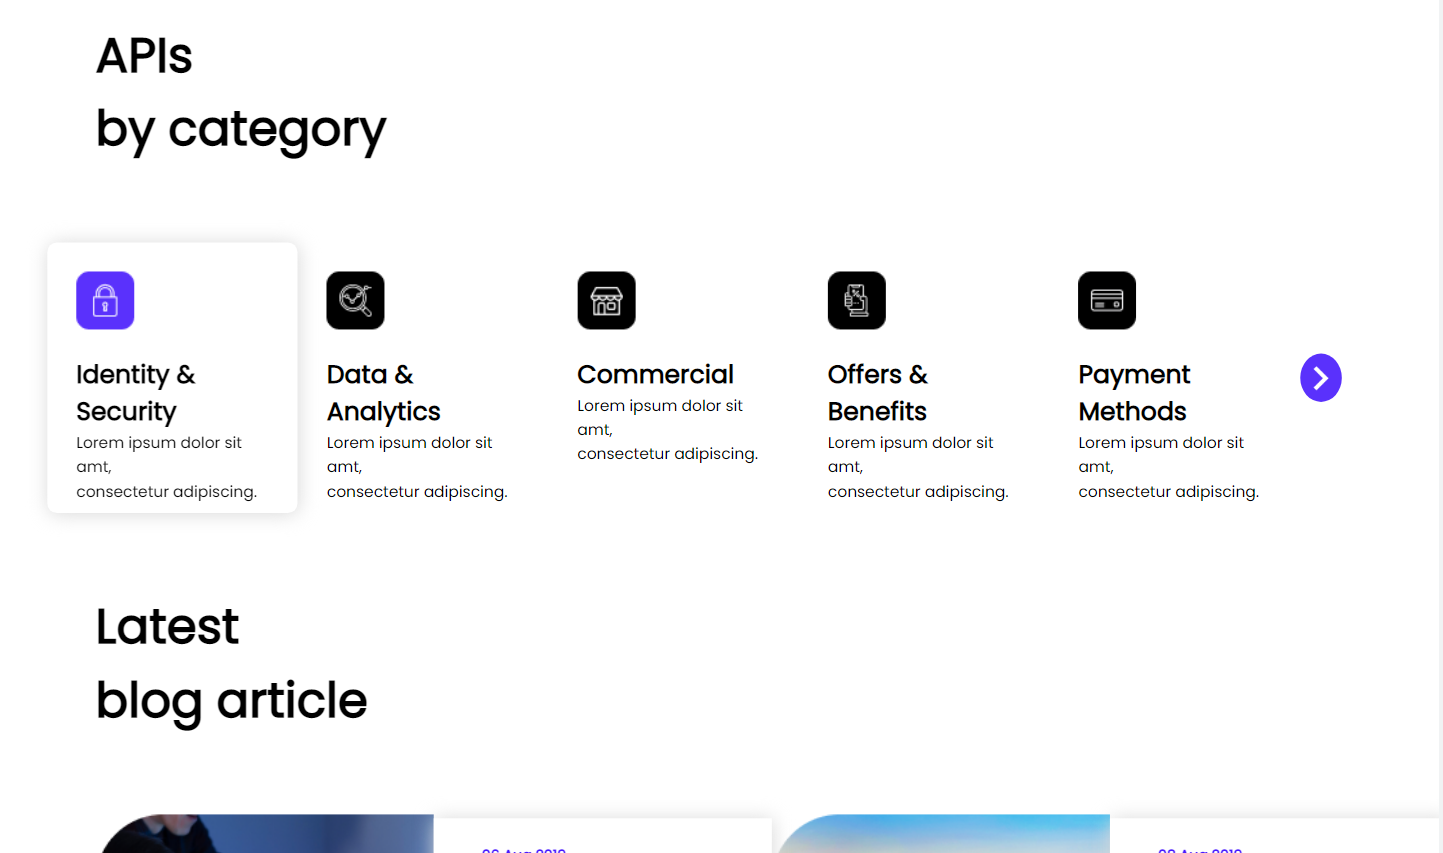 APIs
by category
Identity &
Security
Lorem ipsum dolor sit
amt,
consectetur adipiscing.
Data &
Analytics
Lorem ipsum dolor sit
amt,
consectetur adipiscing.
Commercial
Lorem ipsum dolor sit
amt,
consectetur adipiscing.
Offers &
Benefits
Lorem ipsum dolor sit
amt,
consectetur adipiscing.
Payment
Methods
Lorem ipsum dolor sit
amt,
consectetur adipiscing.
Latest
blog article